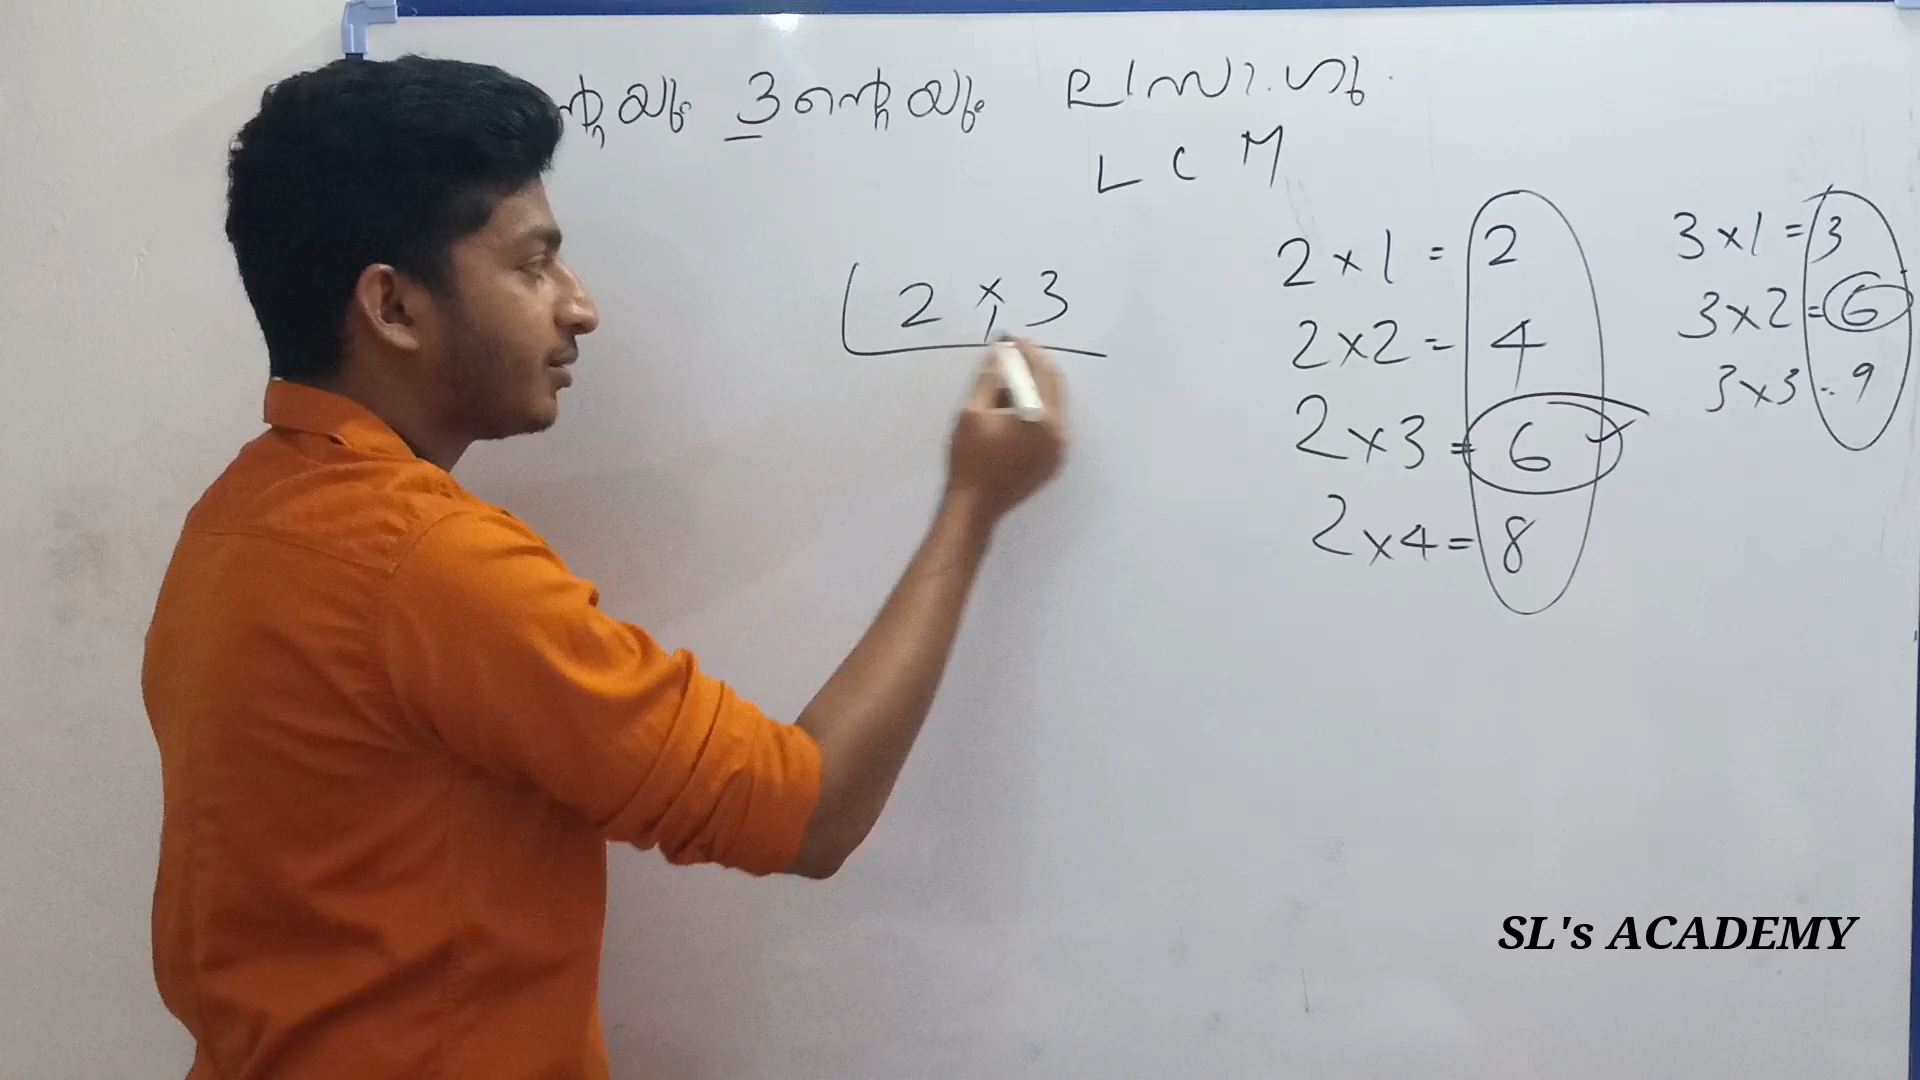 ന്റെയും 3ന്റെയും ല.സാ.ഗു.
L C M
2 x 3
2 x 1 = 2
2 x 2 = 4
2 x 3 = 6
2 x 4 = 8
3 x 1 = 3
3 x 2 = 6
3 x 3 = 9
SL's ACADEMY